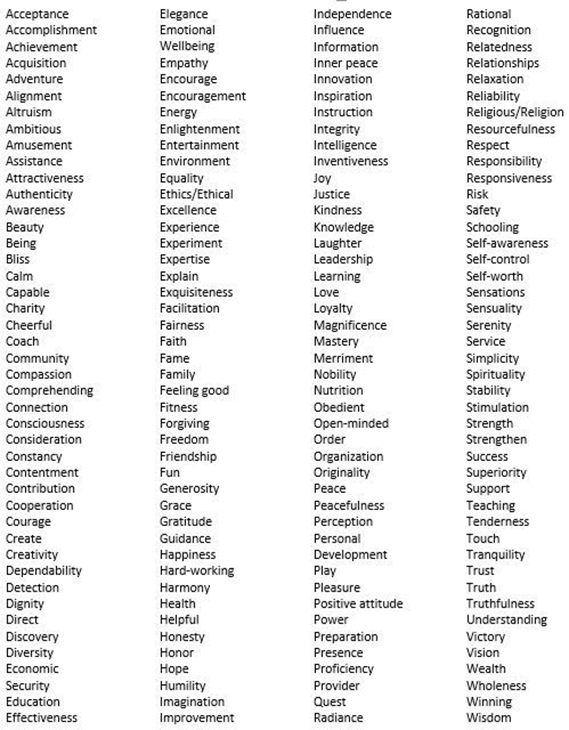 Acceptance
Accomplishment
Achievement
Acquisition
Adventure
Alignment
Altruism
Ambitious
Amusement
Assistance
Attractiveness
Authenticity
Awareness
Beauty
Being
Bliss
Calm
Capable
Charity
Cheerful
Coach
Community
Compassion
Comprehending
Connection
Consciousness
Consideration
Constancy
Contentment
Contribution
Cooperation
Courage
Create
Creativity
Dependability
Detection
Dignity
Direct
Discovery
Diversity
Economic
Security
Education
Effectiveness
Elegance
Emotional
Wellbeing
Empathy
Encourage
Encouragement
Energy
Enlightenment
Entertainment
Environment
Equality
Ethics/Ethical
Excellence
Experience
Experiment
Expertise
Explain
Exquisiteness
Facilitation
Fairness
Faith
Fame
Family
Feeling good
Fitness
Forgiving
Freedom
Friendship
Fun
Generosity
Grace
Gratitude
Guidance
Happiness
Hard-working
Harmony
Health
Helpful
Honesty
Honor
Hope
Humility
Imagination
Improvement
Independence
Influence
Information
Inner peace
Innovation
Inspiration
Instruction
Integrity
Intelligence
Inventiveness
Joy
Justice
Kindness
Knowledge
Laughter
Leadership
Learning
Love
Loyalty
Magnificence
Mastery
Merriment
Nobility
Nutrition
Obedient
Open-minded
Order
Organization
Originality
Peace
Peacefulness
Perception
Personal
Development
Play
Pleasure
Positive attitude
Power
Preparation
Presence
Proficiency
Provider
Quest
Radiance
Rational
Recognition
Relatedness
Relationships
Relaxation
Reliability
Religious/Religion
Resourcefulness
Respect
Responsibility
Responsiveness
Risk
Safety
Schooling
Self-awareness
Self-control
Self-worth
Sensations
Sensuality
Serenity
Service
Simplicity
Spirituality
Stability
Stimulation
Strength
Strengthen
Success
Superiority
Support
Teaching
Tenderness
Touch
Tranquility
Trust
Truth
Truthfulness
Understanding
Victory
Vision
Wealth
Wholeness
Winning
Wisdom